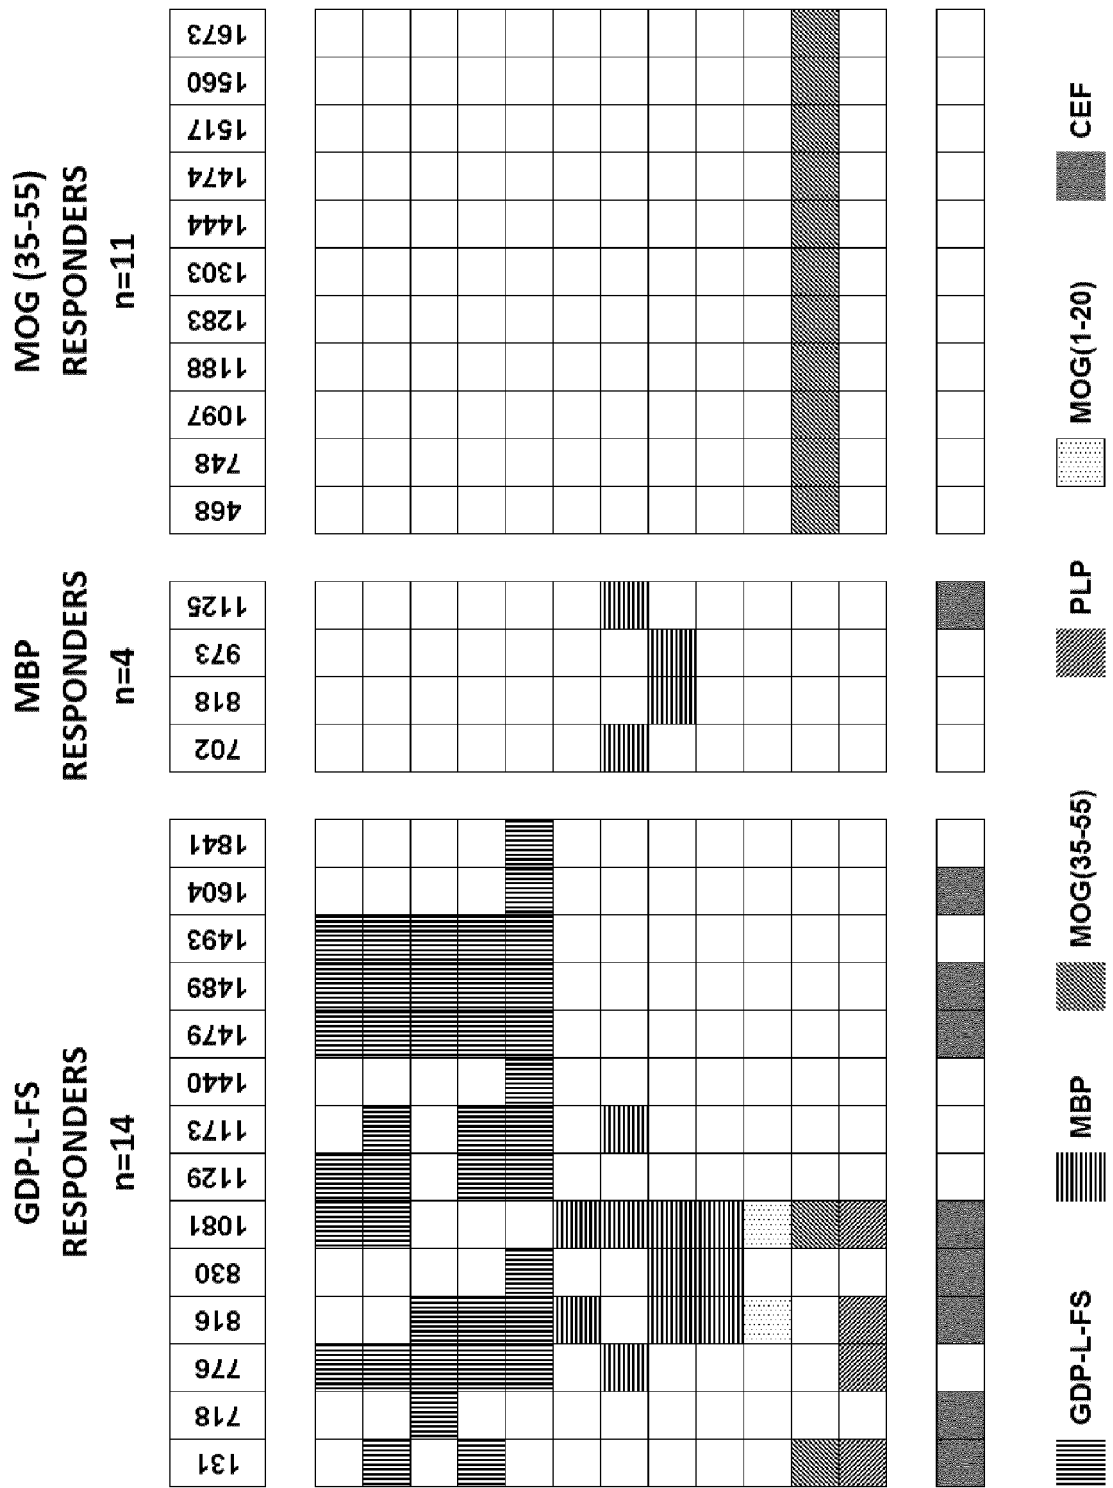 GDP-L-FS
RESPONDERS
n=14
MBP
RESPONDERS
n=4
MOG (35-55)
RESPONDERS
n=11
131
718
776
816
830
1081
1129
1173
1440
1479
1489
1493
1604
1841
702
818
973
1125
468
748
1097
1188
1283
1303
1444
1474
1517
1560
1673
GDP-L-FS
MBP
MOG(35-55)
PLP
MOG(1-20)
CEF